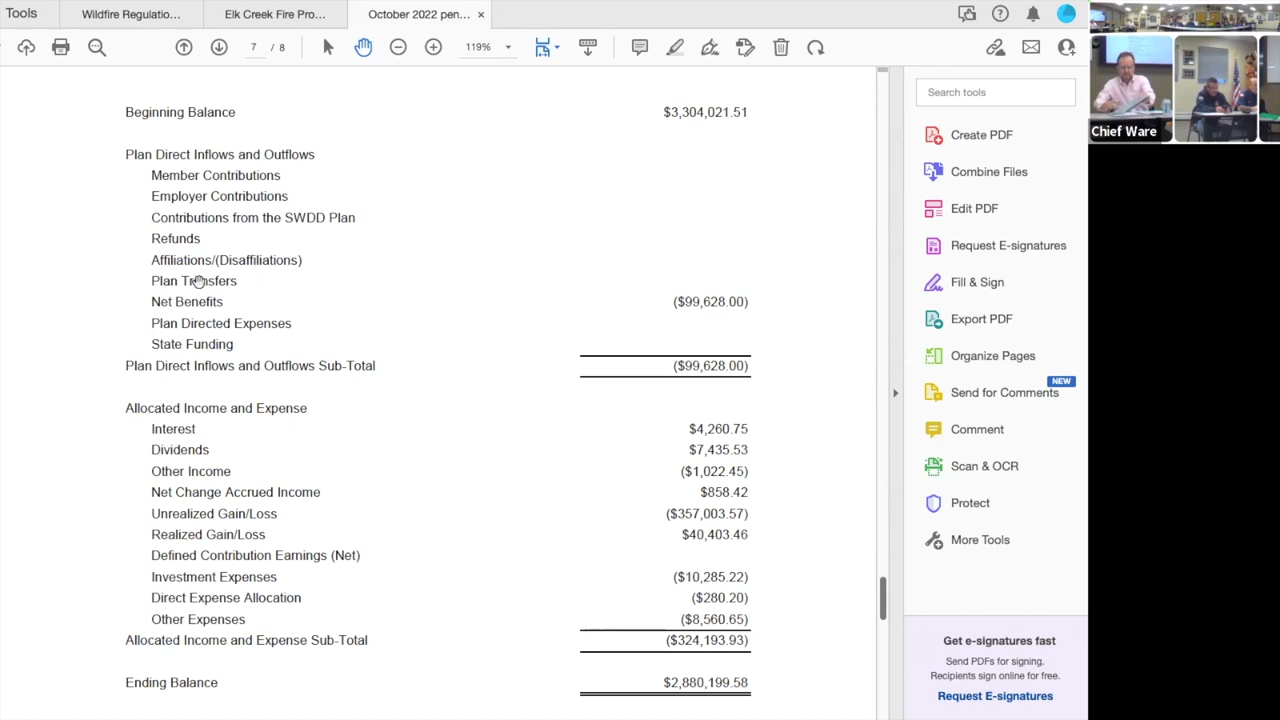 Tools
Wildfire Regulatio...
Elk Creek Fire Pro...
October 2022 pen...
7 / 8
119%
Beginning Balance $3,304,021.51
Plan Direct Inflows and Outflows
Member Contributions
Employer Contributions
Contributions from the SWDD Plan
Refunds
Affiliations/(Disaffiliations)
Plan Transfers
Net Benefits ($99,628.00)
Plan Directed Expenses
State Funding
Plan Direct Inflows and Outflows Sub-Total ($99,628.00)
Allocated Income and Expense
Interest $4,260.75
Dividends $7,435.53
Other Income ($1,022.45)
Net Change Accrued Income $858.42
Unrealized Gain/Loss ($357,003.57)
Realized Gain/Loss $40,403.46
Defined Contribution Earnings (Net)
Investment Expenses ($10,285.22)
Direct Expense Allocation ($280.20)
Other Expenses ($8,560.65)
Allocated Income and Expense Sub-Total ($324,193.93)
Ending Balance $2,880,199.58
Search tools
Create PDF
Combine Files
Edit PDF
Request E-signatures
Fill & Sign
Export PDF
Organize Pages
NEW
Send for Comments
Comment
Scan & OCR
Protect
More Tools
Get e-signatures fast
Send PDFs for signing.
Recipients sign online for free.
Request E-signatures
Chief Ware